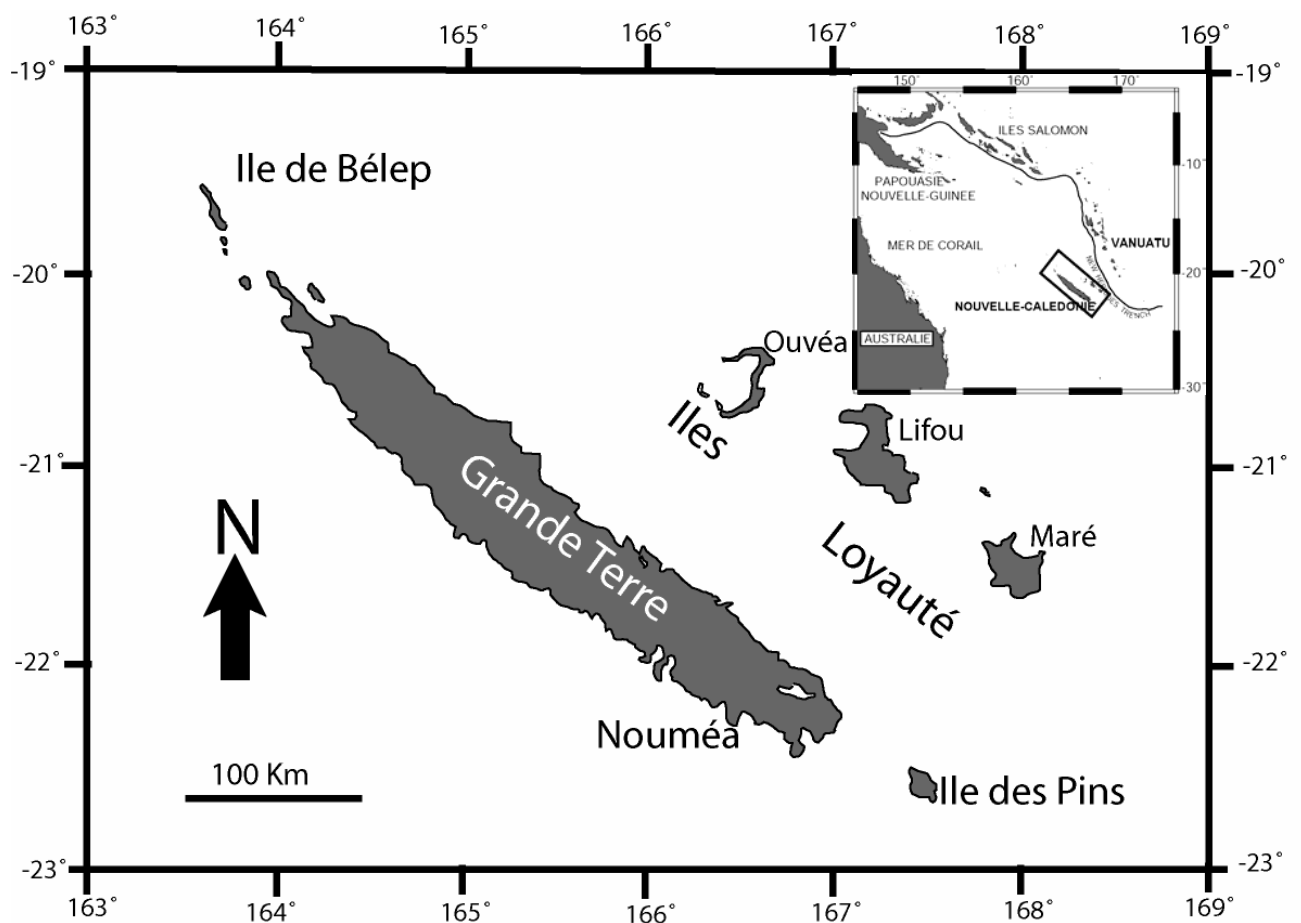 163˚ 164˚ 165˚ 166˚ 167˚ 168˚ 169˚
-19˚ -19˚
150˚ 160˚ 170˚
ILES SALOMON
-10˚
PAPOUASIE
NOUVELLE-GUINEE
MER DE CORAIL
VANUATU
-20˚
NOUVELLE-CALEDONIE
TRENCH
AUSTRALIE
-30˚
Ile de Bélep
-20˚ -20˚
Ouvéa
Iles
Lifou
-21˚ -21˚
Grande Terre
N
Loyauté
Maré
-22˚ -22˚
Nouméa
100 Km
Ile des Pins
-23˚ -23˚
163˚ 164˚ 165˚ 166˚ 167˚ 168˚ 169˚